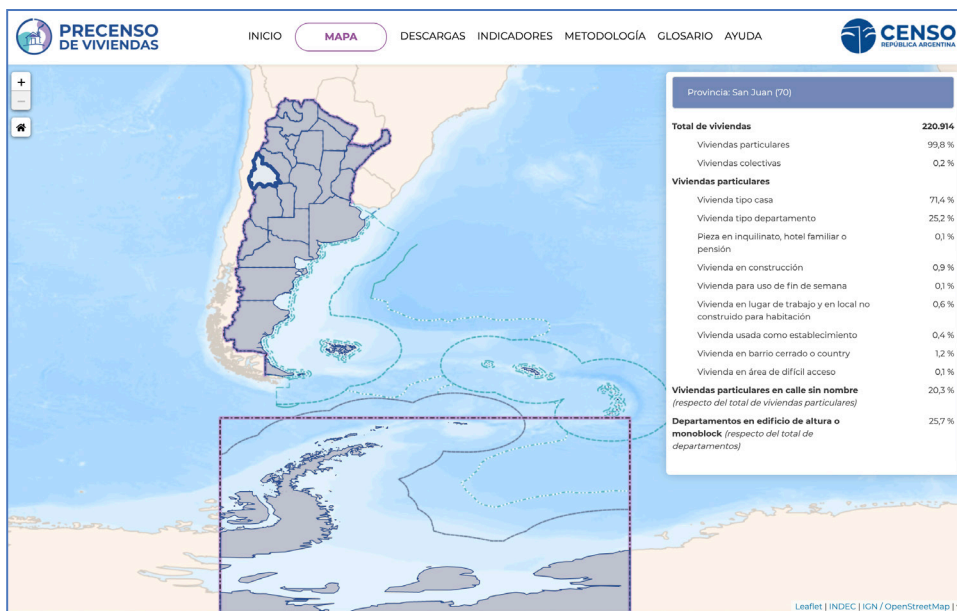 PRECENSO
DE VIVIENDAS
INICIO
MAPA
DESCARGAS
INDICADORES
METODOLOGÍA
GLOSARIO
AYUDA
CENSO
REPÚBLICA ARGENTINA
+
−
Provincia: San Juan (70)
Total de viviendas 220.914
Viviendas particulares 99,8 %
Viviendas colectivas 0,2 %
Viviendas particulares
Vivienda tipo casa 71,4 %
Vivienda tipo departamento 25,2 %
Pieza en inquilinato, hotel familiar o 0,1 %
pensión
Vivienda en construcción 0,9 %
Vivienda para uso de fin de semana 0,1 %
Vivienda en lugar de trabajo y en local no 0,6 %
construido para habitación
Vivienda usada como establecimiento 0,4 %
Vivienda en barrio cerrado o country 1,2 %
Vivienda en área de difícil acceso 0,1 %
Viviendas particulares en calle sin nombre 20,3 %
(respecto del total de viviendas particulares)
Departamentos en edificio de altura o 25,7 %
monoblock (respecto del total de
departamentos)
Leaflet | INDEC | IGN / OpenStreetMap |